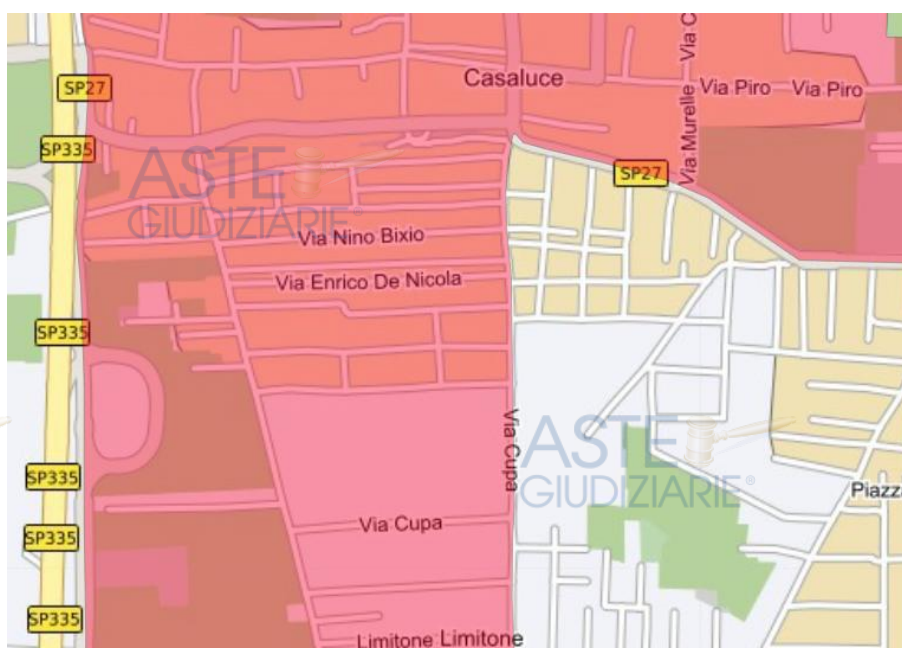 Via C
SP27
Casaluce
Via Piro
Via Piro
Via Murelle
SP335
ASTE
GIUDIZIARIE®
SP27
Via Nino Bixio
Via Enrico De Nicola
SP335
Via Cupa
ASTE
GIUDIZIARIE®
SP335
Piazza
Via Cupa
SP335
SP335
Limitone
Limitone